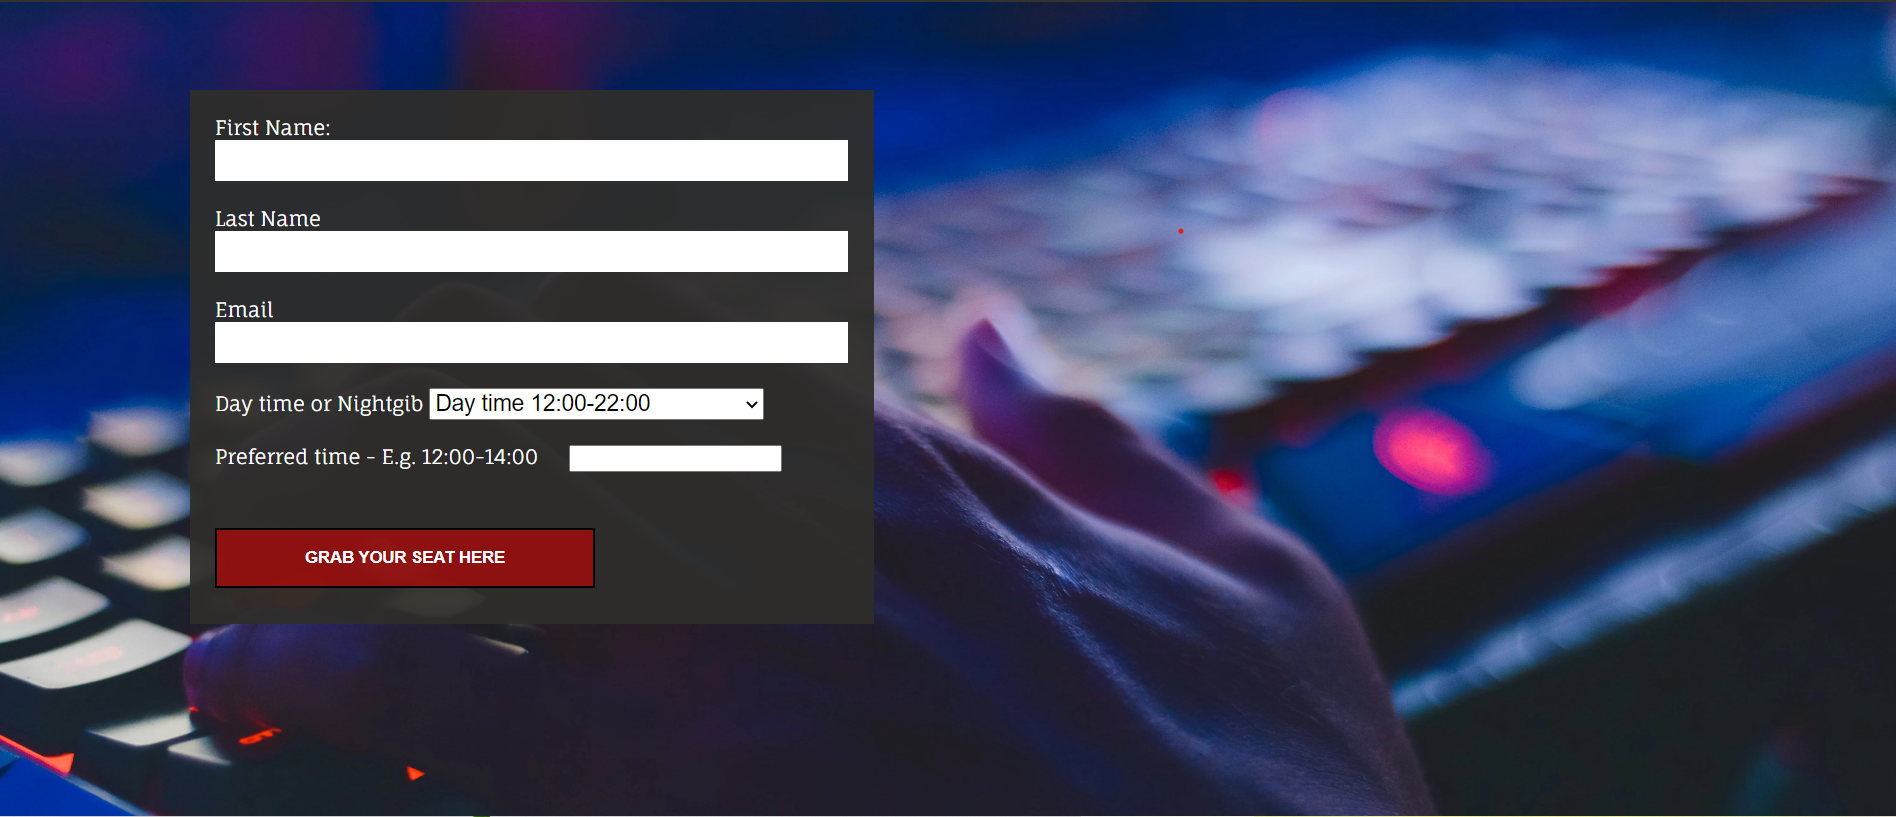 First Name:
Last Name
Email
Day time or Nightgib Day time 12:00-22:00
Preferred time - E.g. 12:00-14:00
GRAB YOUR SEAT HERE